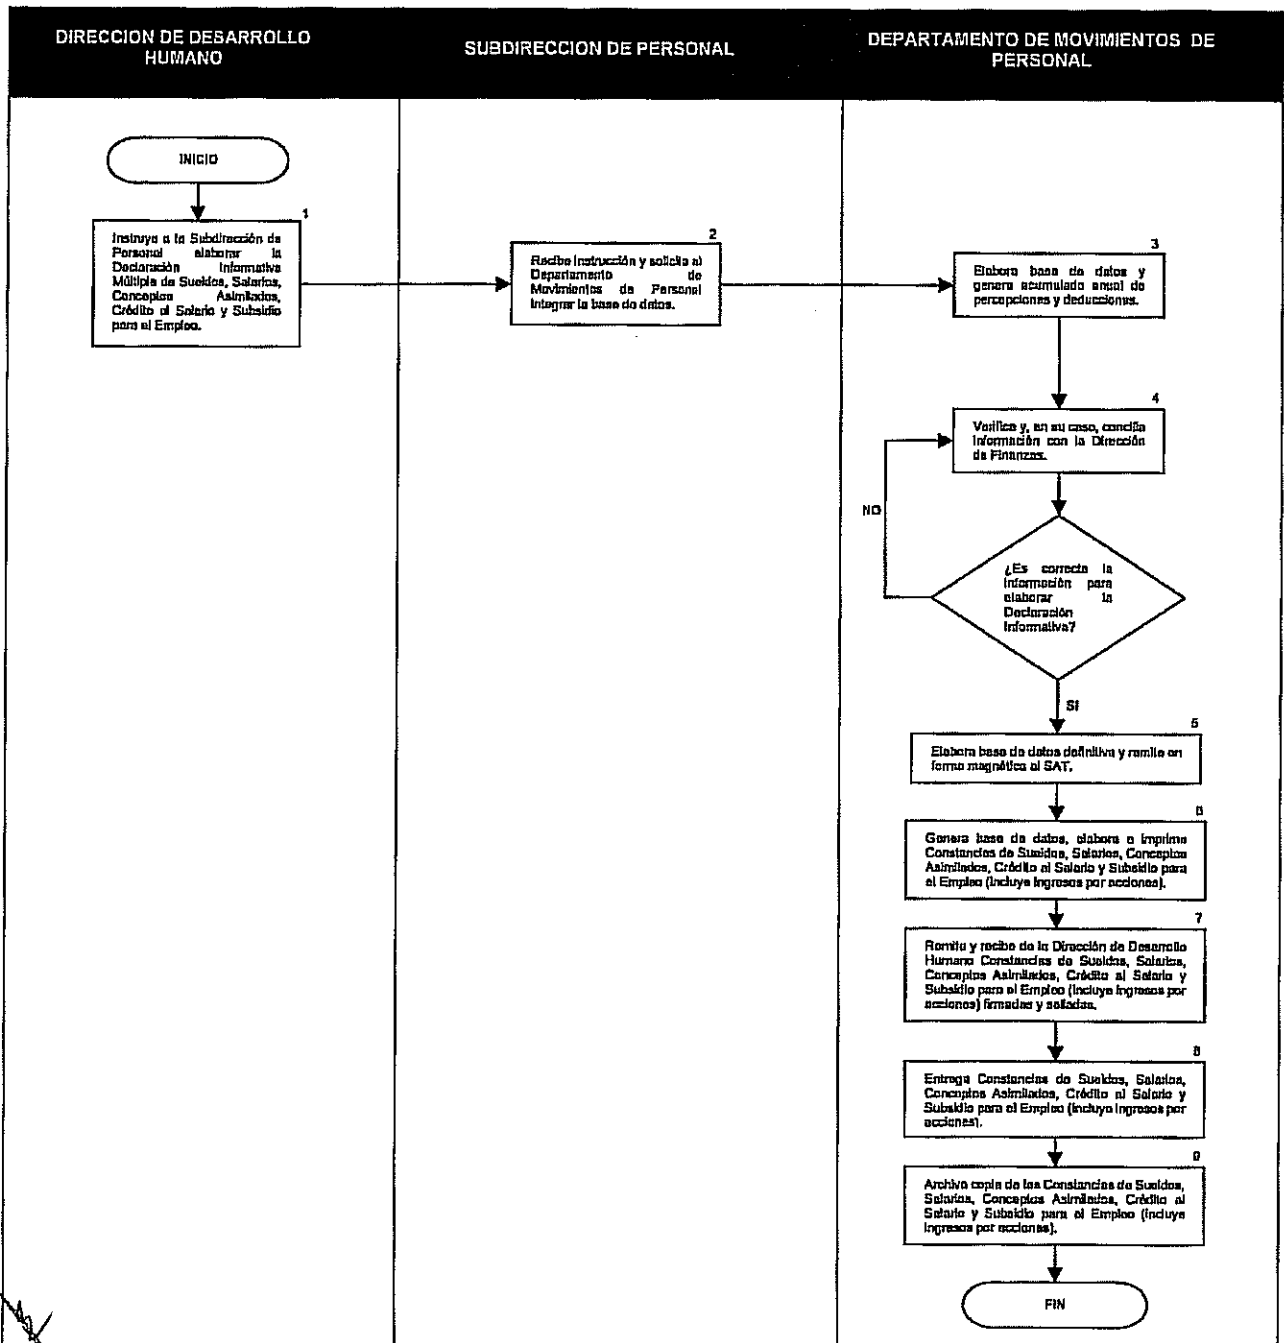 DIRECCION DE DESARROLLO
HUMANO
SUBDIRECCION DE PERSONAL
DEPARTAMENTO DE MOVIMIENTOS DE
PERSONAL
INICIO
1
Instruye a la Subdirección de
Personal elaborar la
Declaración Informativa
Múltiple de Sueldos, Salarios,
Conceptos Asimilados,
Crédito al Salario y Subsidio
para el Empleo.
2
Recibe instrucción y solicita al
Departamento de
Movimientos de Personal
integrar la base de datos.
3
Elabora base de datos y
genera acumulado anual de
percepciones y deducciones.
4
Verifica y, en su caso, concilia
información con la Dirección
de Finanzas.
NO
¿Es correcta la
información para
elaborar la
Declaración
Informativa?
SI
5
Elabora base de datos definitiva y remite en
forma magnética al SAT.
6
Genera base de datos, elabora e imprime
Constancias de Sueldos, Salarios, Conceptos
Asimilados, Crédito al Salario y Subsidio para
el Empleo (incluye ingresos por acciones).
7
Remite y recibe de la Dirección de Desarrollo
Humano Constancias de Sueldos, Salarios,
Conceptos Asimilados, Crédito al Salario y
Subsidio para el Empleo (incluye ingresos por
acciones) firmadas y selladas.
8
Entrega Constancias de Sueldos, Salarios,
Conceptos Asimilados, Crédito al Salario y
Subsidio para el Empleo (incluye ingresos por
acciones).
9
Archiva copia de las Constancias de Sueldos,
Salarios, Conceptos Asimilados, Crédito al
Salario y Subsidio para el Empleo (incluye
ingresos por acciones).
FIN